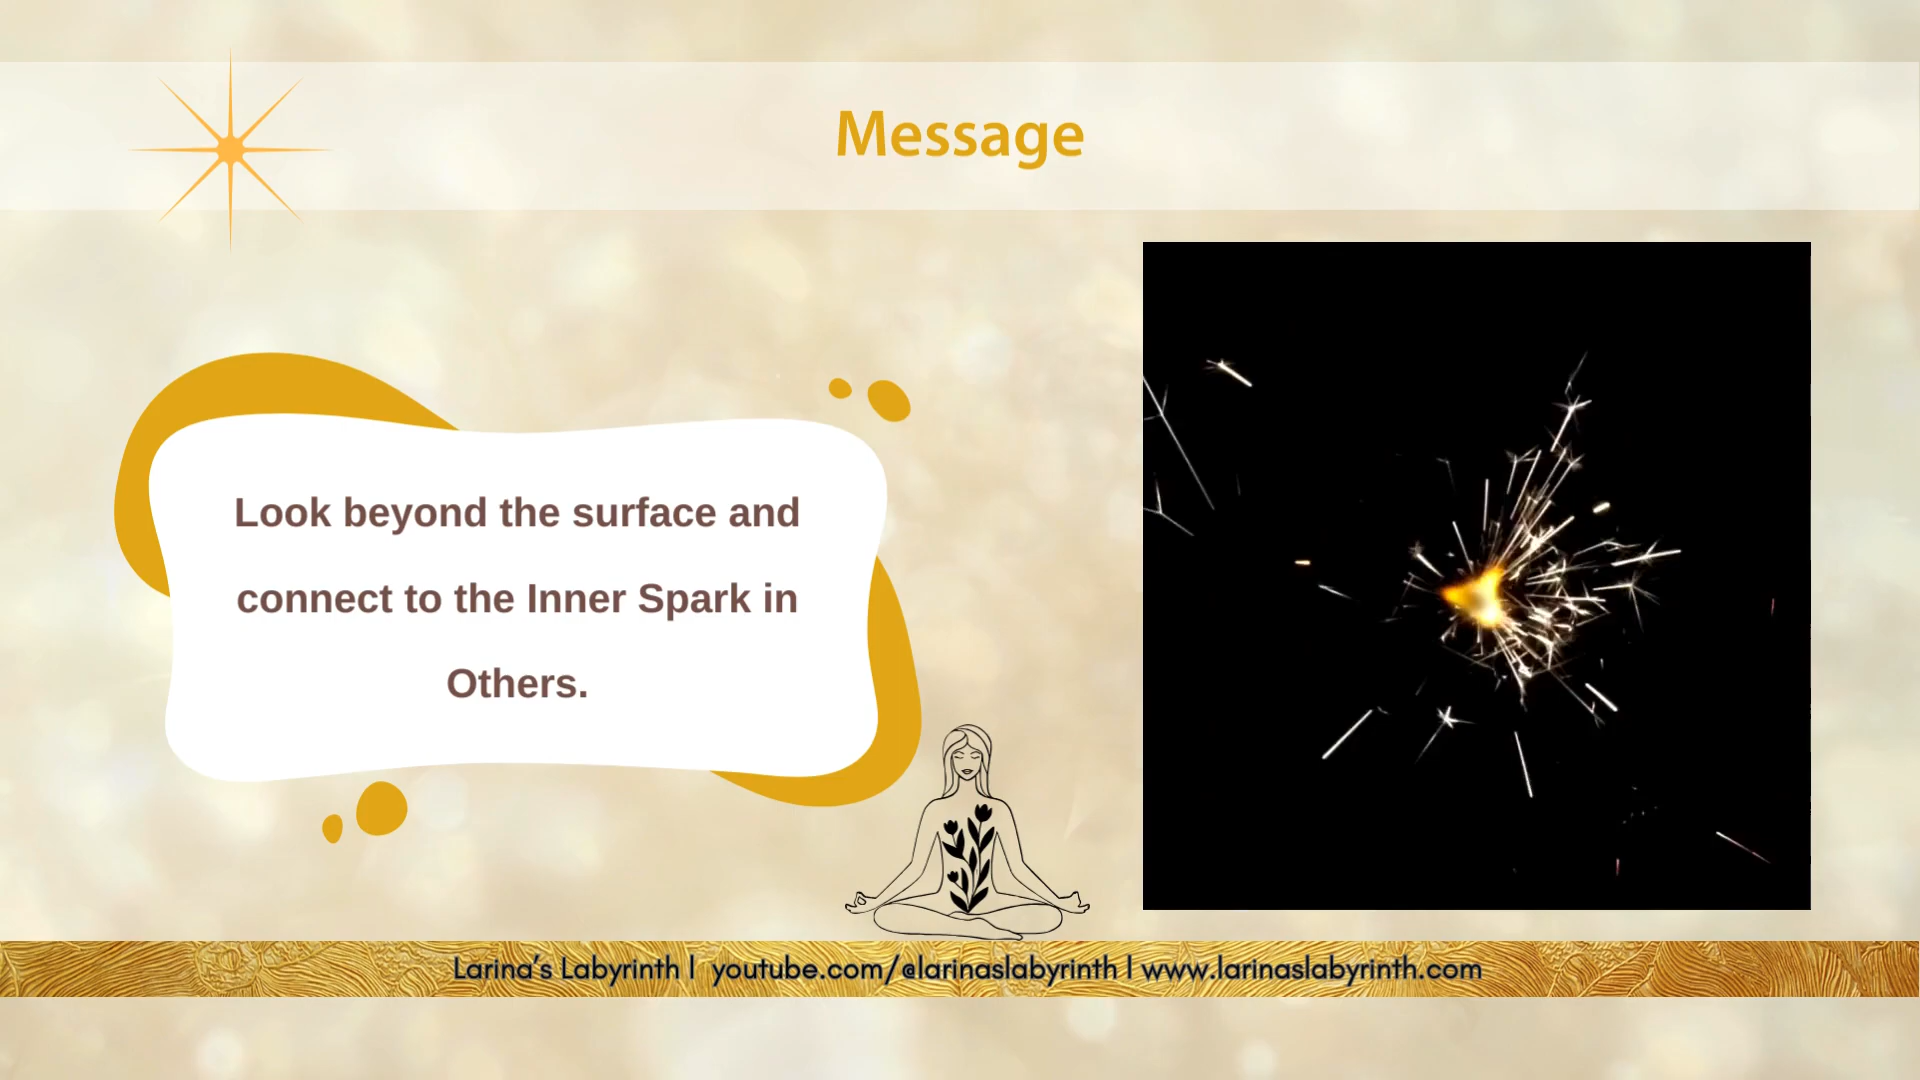 Message
Look beyond the surface and
connect to the Inner Spark in
Others.
Larina's Labyrinth | youtube.com/@larinaslabyrinth | www.larinaslabyrinth.com